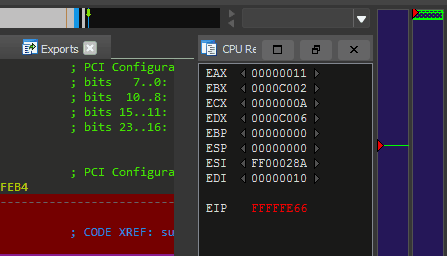 Exports
CPU Re
; PCI Configura
; bits   7..0:
; bits  10..8:
; bits 15..11:
; bits 23..16:
; PCI Configura
FEB4
; CODE XREF: su
EAX 00000011
EBX 0000C002
ECX 0000000A
EDX 0000C006
EBP 00000000
ESP 00000000
ESI FF00028A
EDI 00000010
EIP FFFFFE66